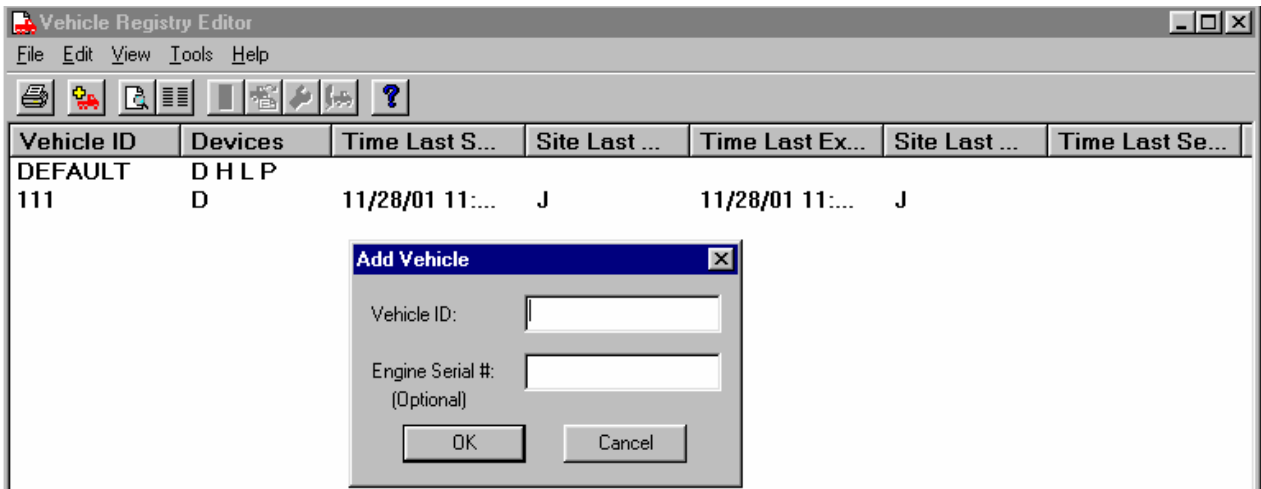 Vehicle Registry Editor
File Edit View Tools Help
Vehicle ID Devices Time Last S... Site Last ... Time Last Ex... Site Last ... Time Last Se...
DEFAULT D H L P
111 D 11/28/01 11:... J 11/28/01 11:... J
Add Vehicle
Vehicle ID:
Engine Serial #:
(Optional)
OK Cancel